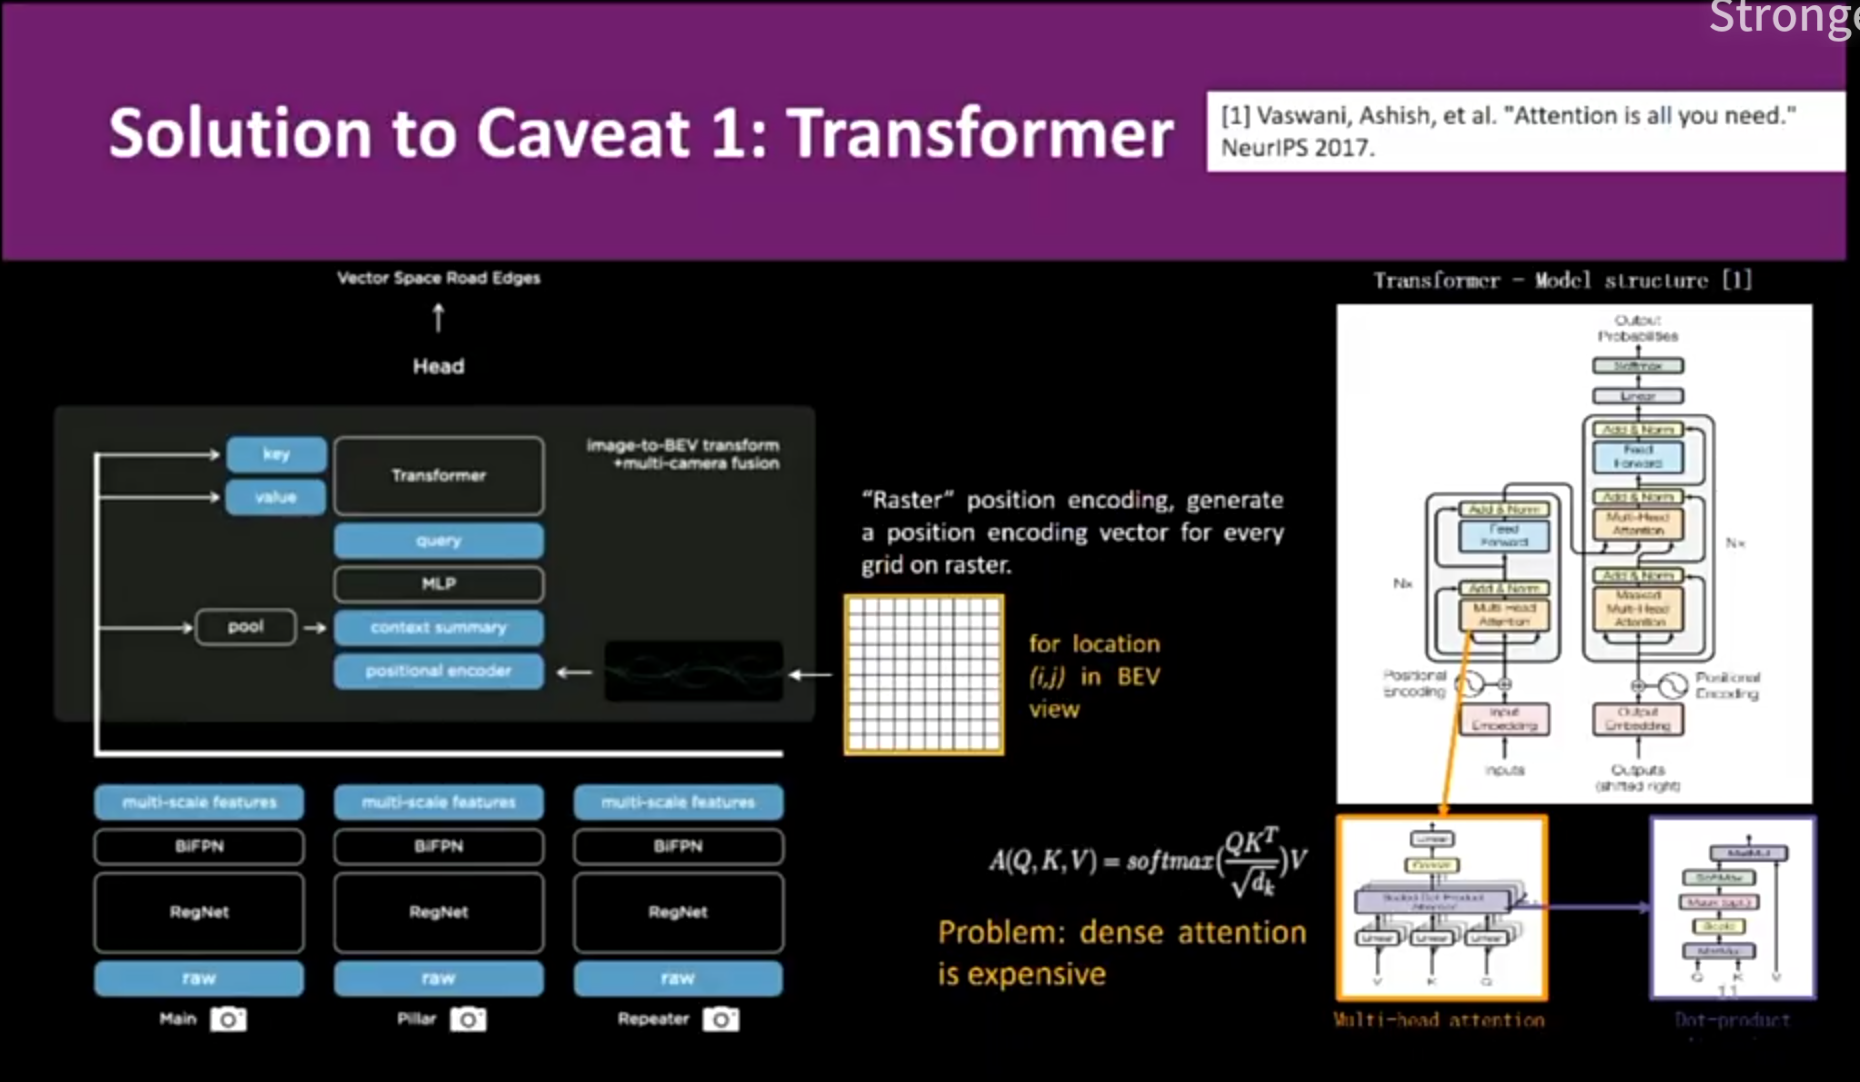 Stronge
Solution to Caveat 1: Transformer
[1] Vaswani, Ashish, et al. "Attention is all you need."
NeurIPS 2017.
Vector Space Road Edges
Head
key
value
Transformer
image-to-BEV transform
+multi-camera fusion
query
MLP
pool
context summary
positional encoder
multi-scale features
multi-scale features
multi-scale features
BiFPN
BiFPN
BiFPN
RegNet
RegNet
RegNet
raw
raw
raw
Main
Pillar
Repeater
“Raster” position encoding, generate
a position encoding vector for every
grid on raster.
for location
(i,j) in BEV
view
A(Q, K, V) = softmax(QK^T/√d_k)V
Problem: dense attention
is expensive
Transformer - Model structure [1]
Output
Probabilities
Softmax
Linear
Add & Norm
Feed
Forward
Add & Norm
Multi-Head
Attention
Add & Norm
Masked
Multi-Head
Attention
Nx
Add & Norm
Feed
Forward
Add & Norm
Multi-Head
Attention
Nx
Positional
Encoding
Positional
Encoding
Input
Embedding
Output
Embedding
Inputs
Outputs
(shifted right)
Linear
Concat
Scaled Dot-Product
Attention
Linear
Linear
Linear
V
K
Q
Multi-head attention
MatMul
SoftMax
Mask (opt.)
Scale
MatMul
Q
K
V
11
Dot-product